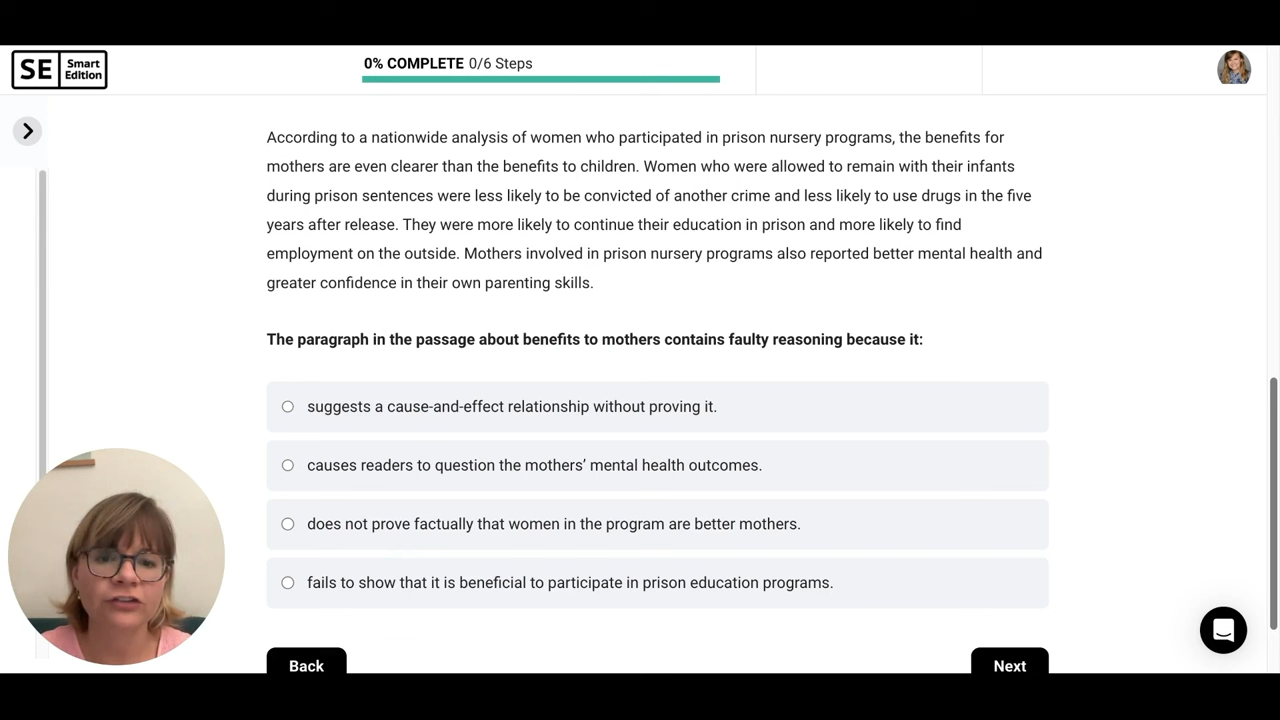 SE Smart Edition
0% COMPLETE 0/6 Steps
According to a nationwide analysis of women who participated in prison nursery programs, the benefits for
mothers are even clearer than the benefits to children. Women who were allowed to remain with their infants
during prison sentences were less likely to be convicted of another crime and less likely to use drugs in the five
years after release. They were more likely to continue their education in prison and more likely to find
employment on the outside. Mothers involved in prison nursery programs also reported better mental health and
greater confidence in their own parenting skills.
The paragraph in the passage about benefits to mothers contains faulty reasoning because it:
suggests a cause-and-effect relationship without proving it.
causes readers to question the mothers’ mental health outcomes.
does not prove factually that women in the program are better mothers.
fails to show that it is beneficial to participate in prison education programs.
Back
Next